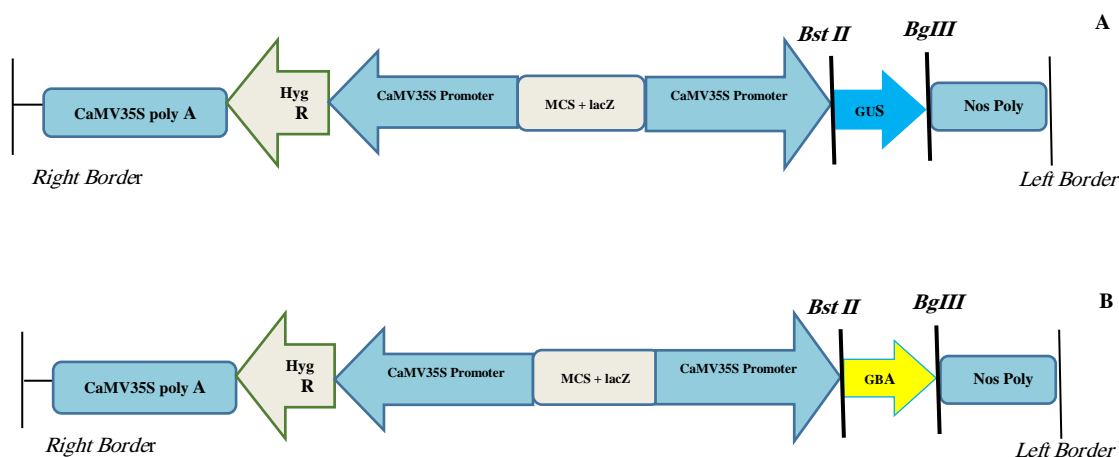 A
Bst II BgIII
CaMV35S poly A Hyg R CaMV35S Promoter MCS + lacZ CaMV35S Promoter GUS Nos Poly
Right Border Left Border
B
Bst II BgIII
CaMV35S poly A Hyg R CaMV35S Promoter MCS + lacZ CaMV35S Promoter GBA Nos Poly
Right Border Left Border